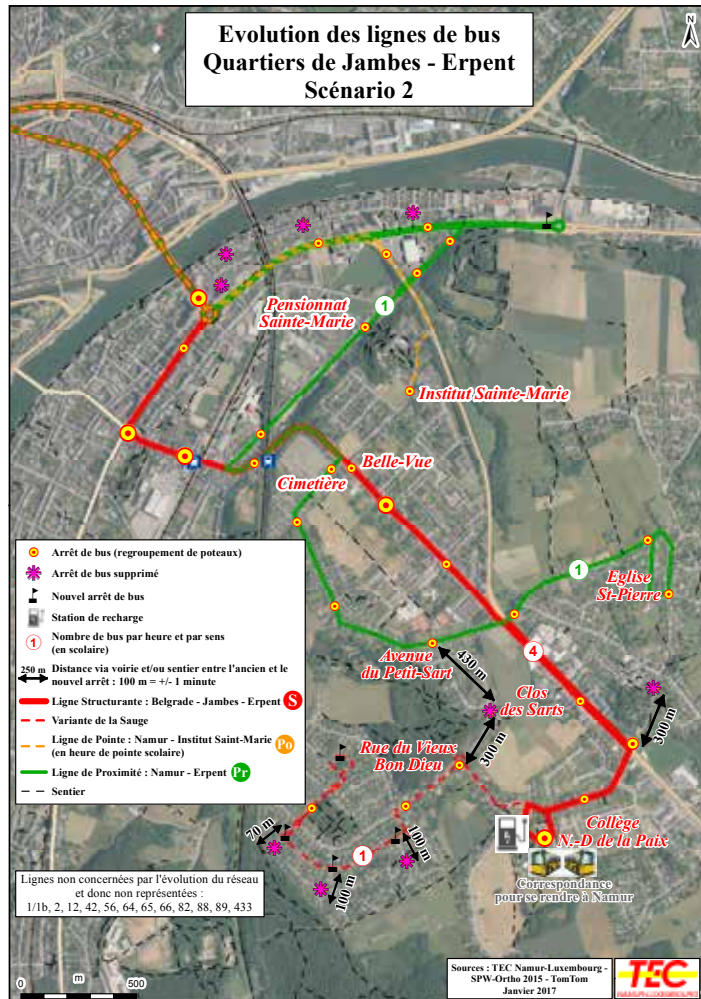 Evolution des lignes de bus
Quartiers de Jambes - Erpent
Scénario 2
N
Pensionnat
Sainte-Marie
1
Institut Sainte-Marie
Belle-Vue
Cimetière
1
Eglise
St-Pierre
4
Avenue
du Petit-Sart
430 m
Clos
des Sarts
300 m
300 m
Rue du Vieux
Bon Dieu
70 m
100 m
1
100 m
Collège
N.-D de la Paix
Correspondance
pour se rendre à Namur
Arrêt de bus (regroupement de poteaux)
Arrêt de bus supprimé
Nouvel arrêt de bus
Station de recharge
1 Nombre de bus par heure et par sens
(en scolaire)
250 m Distance via voirie et/ou sentier entre l'ancien et le
nouvel arrêt : 100 m = +/- 1 minute
Ligne Structurante : Belgrade - Jambes - Erpent S
Variante de la Sauge
Ligne de Pointe : Namur - Institut Saint-Marie
(en heure de pointe scolaire) Po
Ligne de Proximité : Namur - Erpent Pr
Sentier
Lignes non concernées par l'évolution du réseau
et donc non représentées :
1/1b, 2, 12, 42, 56, 64, 65, 66, 82, 88, 89, 433
m
0 500
Sources : TEC Namur-Luxembourg -
SPW-Ortho 2015 - TomTom
Janvier 2017
TEC
NAMUR-LUXEMBOURG